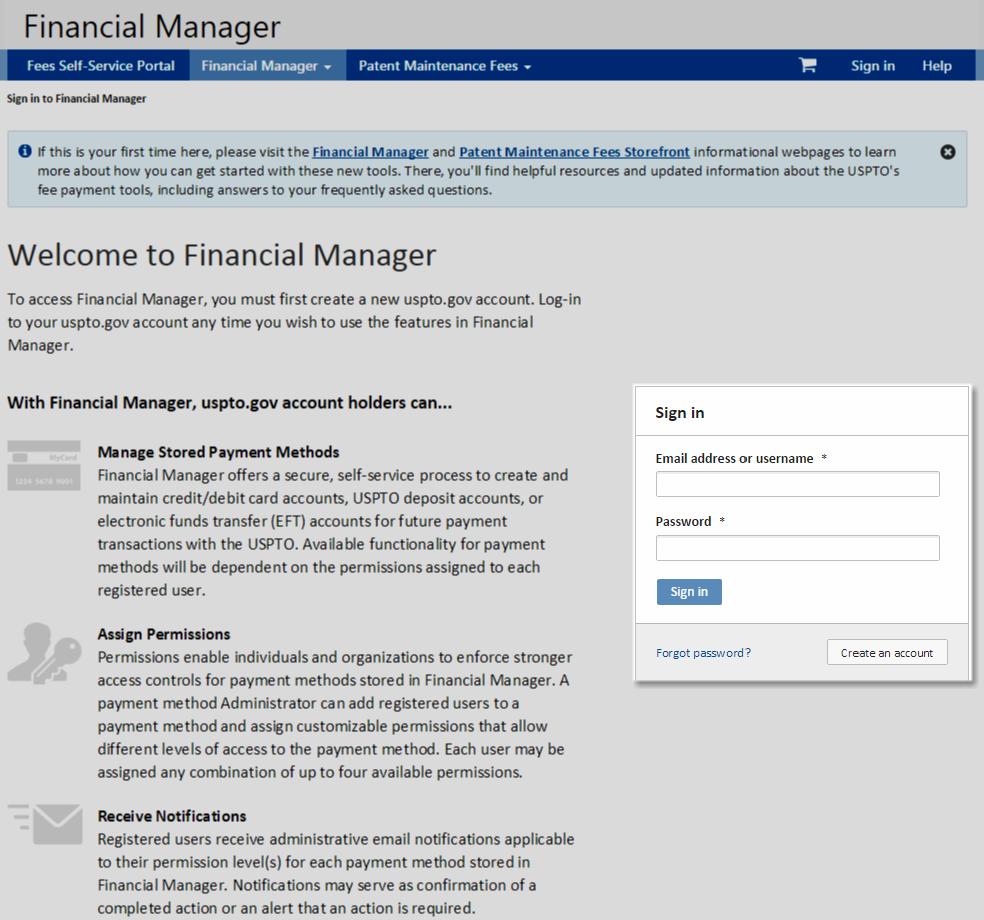 Financial Manager
Fees Self-Service Portal Financial Manager Patent Maintenance Fees Sign in Help
Sign in to Financial Manager
If this is your first time here, please visit the Financial Manager and Patent Maintenance Fees Storefront informational webpages to learn
more about how you can get started with these new tools. There, you'll find helpful resources and updated information about the USPTO's
fee payment tools, including answers to your frequently asked questions.
Welcome to Financial Manager
To access Financial Manager, you must first create a new uspto.gov account. Log-in
to your uspto.gov account any time you wish to use the features in Financial
Manager.
With Financial Manager, uspto.gov account holders can...
MyCard
1234 5678 9001
Manage Stored Payment Methods
Financial Manager offers a secure, self-service process to create and
maintain credit/debit card accounts, USPTO deposit accounts, or
electronic funds transfer (EFT) accounts for future payment
transactions with the USPTO. Available functionality for payment
methods will be dependent on the permissions assigned to each
registered user.
Assign Permissions
Permissions enable individuals and organizations to enforce stronger
access controls for payment methods stored in Financial Manager. A
payment method Administrator can add registered users to a
payment method and assign customizable permissions that allow
different levels of access to the payment method. Each user may be
assigned any combination of up to four available permissions.
Receive Notifications
Registered users receive administrative email notifications applicable
to their permission level(s) for each payment method stored in
Financial Manager. Notifications may serve as confirmation of a
completed action or an alert that an action is required.
Sign in
Email address or username *
Password *
Sign in
Forgot password? Create an account